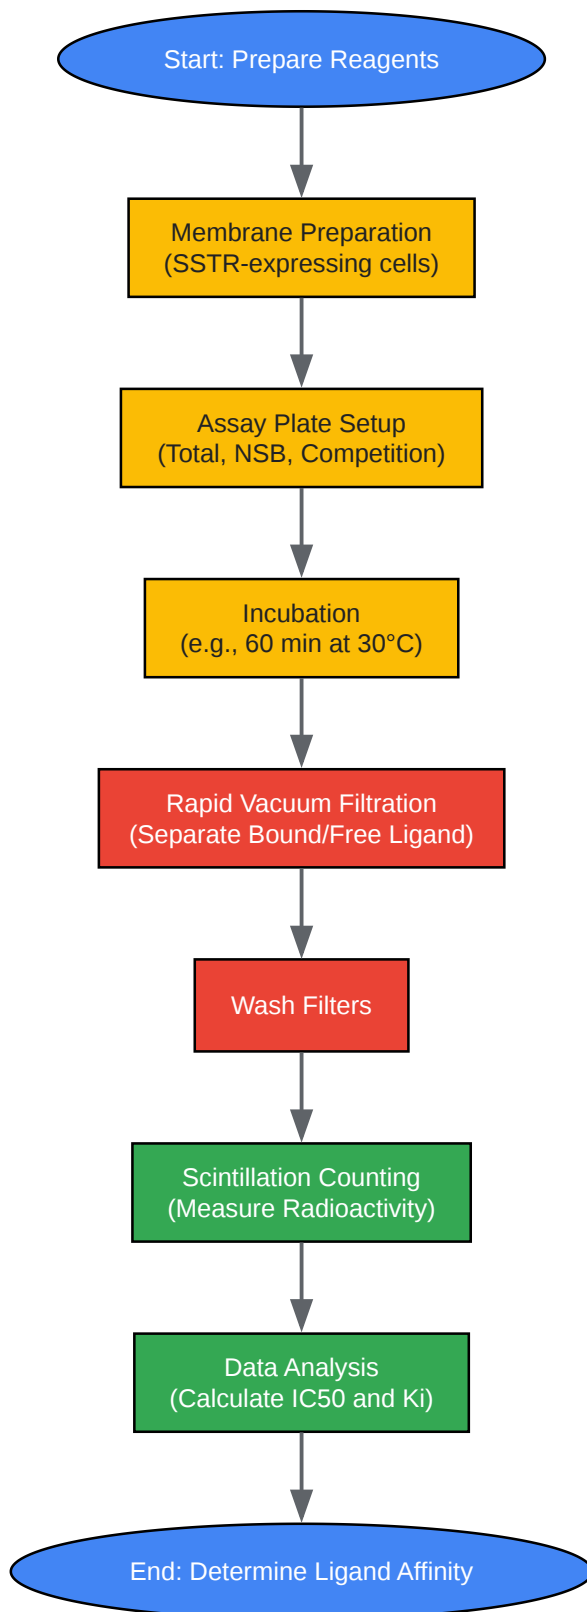 Start: Prepare Reagents
Membrane Preparation
(SSTR-expressing cells)
Assay Plate Setup
(Total, NSB, Competition)
Incubation
(e.g., 60 min at 30°C)
Rapid Vacuum Filtration
(Separate Bound/Free Ligand)
Wash Filters
Scintillation Counting
(Measure Radioactivity)
Data Analysis
(Calculate IC50 and Ki)
End: Determine Ligand Affinity